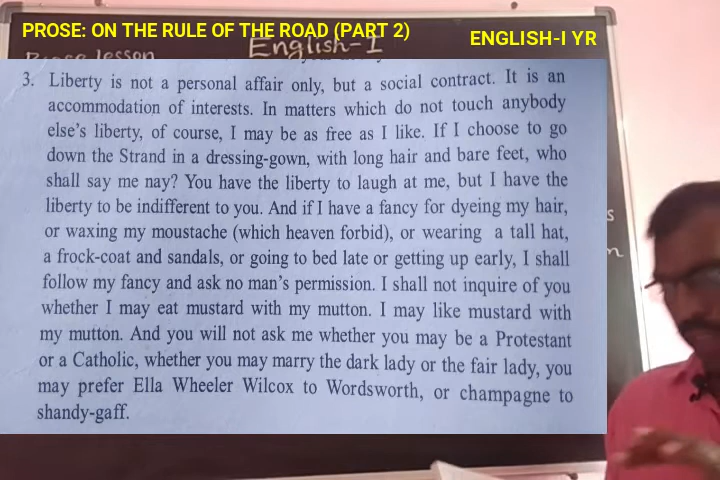 PROSE: ON THE RULE OF THE ROAD (PART 2)
ENGLISH-I YR
English-I
lesson
3. Liberty is not a personal affair only, but a social contract. It is an
accommodation of interests. In matters which do not touch anybody
else's liberty, of course, I may be as free as I like. If I choose to go
down the Strand in a dressing-gown, with long hair and bare feet, who
shall say me nay? You have the liberty to laugh at me, but I have the
liberty to be indifferent to you. And if I have a fancy for dyeing my hair,
or waxing my moustache (which heaven forbid), or wearing a tall hat,
a frock-coat and sandals, or going to bed late or getting up early, I shall
follow my fancy and ask no man's permission. I shall not inquire of you
whether I may eat mustard with my mutton. I may like mustard with
my mutton. And you will not ask me whether you may be a Protestant
or a Catholic, whether you may marry the dark lady or the fair lady, you
may prefer Ella Wheeler Wilcox to Wordsworth, or champagne to
shandy-gaff.